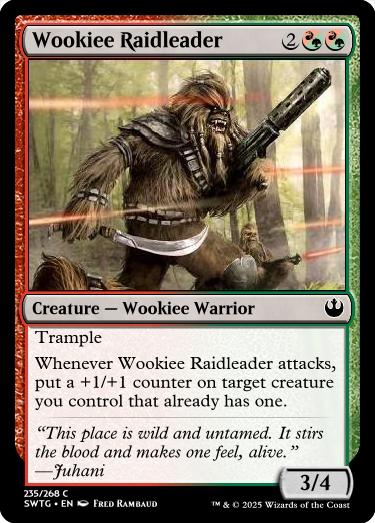 Wookiee Raidleader 2
Creature — Wookiee Warrior
Trample
Whenever Wookiee Raidleader attacks,
put a +1/+1 counter on target creature
you control that already has one.
"This place is wild and untamed. It stirs
the blood and makes one feel, alive."
—Juhani
3/4
235/268 C
SWTG • EN Fred Rambaud
™ & © 2025 Wizards of the Coast